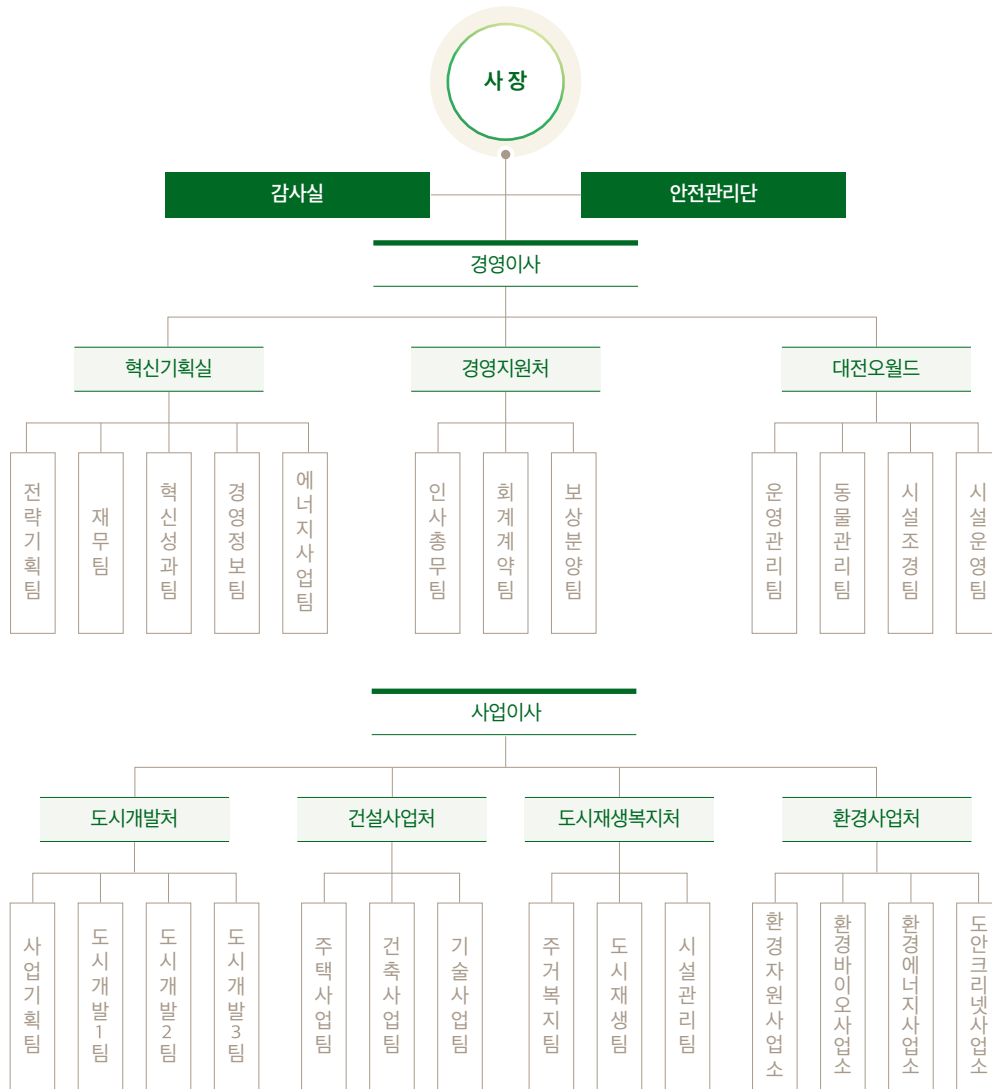 사 장
감사실
안전관리단
경영이사
혁신기획실
경영지원처
대전오월드
전략기획팀
재무팀
혁신성과팀
경영정보팀
에너지사업팀
인사총무팀
회계계약팀
보상분양팀
운영관리팀
동물관리팀
시설조경팀
시설운영팀
사업이사
도시개발처
건설사업처
도시재생복지처
환경사업처
사업기획팀
도시개발1팀
도시개발2팀
도시개발3팀
주택사업팀
건축사업팀
기술사업팀
주거복지팀
도시재생팀
시설관리팀
환경자원사업소
환경바이오사업소
환경에너지사업소
도안크리넷사업소